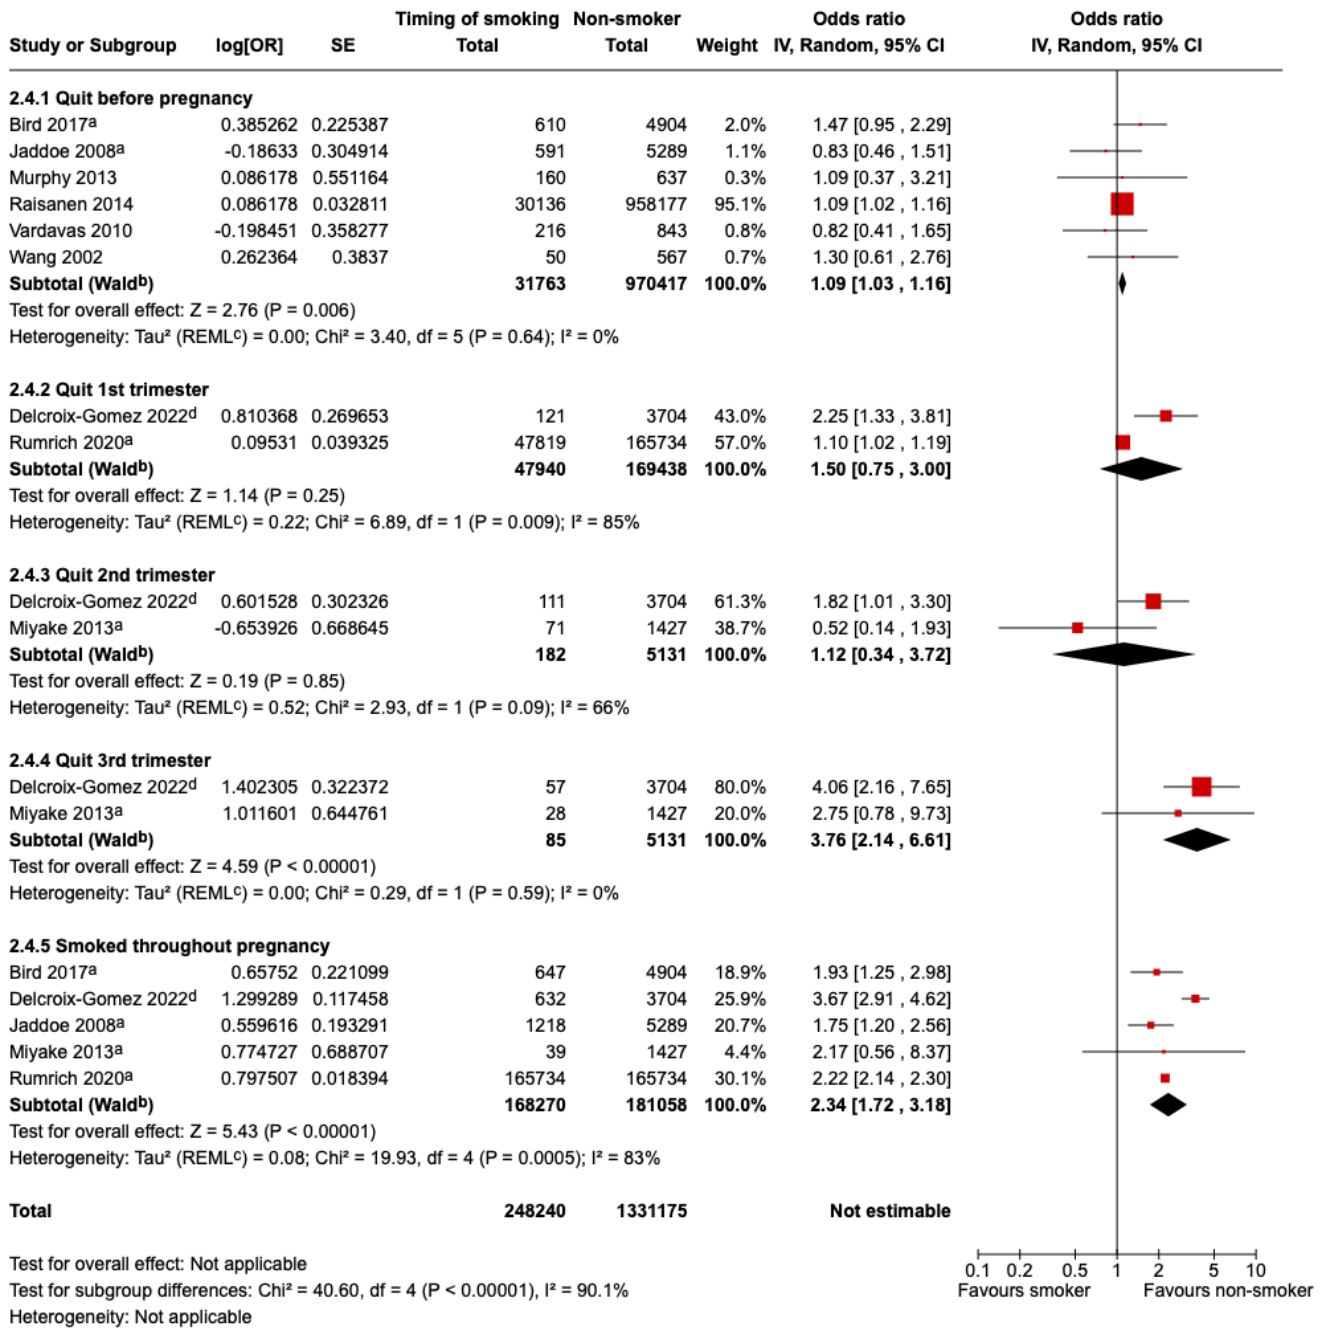 Timing of smoking Non-smoker Odds ratio Odds ratio
Study or Subgroup log[OR] SE Total Total Weight IV, Random, 95% CI IV, Random, 95% CI
2.4.1 Quit before pregnancy
Bird 2017a 0.385262 0.225387 610 4904 2.0% 1.47 [0.95 , 2.29]
Jaddoe 2008a -0.18633 0.304914 591 5289 1.1% 0.83 [0.46 , 1.51]
Murphy 2013 0.086178 0.551164 160 637 0.3% 1.09 [0.37 , 3.21]
Raisanen 2014 0.086178 0.032811 30136 958177 95.1% 1.09 [1.02 , 1.16]
Vardavas 2010 -0.198451 0.358277 216 843 0.8% 0.82 [0.41 , 1.65]
Wang 2002 0.262364 0.3837 50 567 0.7% 1.30 [0.61 , 2.76]
Subtotal (Waldb) 31763 970417 100.0% 1.09 [1.03 , 1.16]
Test for overall effect: Z = 2.76 (P = 0.006)
Heterogeneity: Tau² (REMLc) = 0.00; Chi² = 3.40, df = 5 (P = 0.64); I² = 0%
2.4.2 Quit 1st trimester
Delcroix-Gomez 2022d 0.810368 0.269653 121 3704 43.0% 2.25 [1.33 , 3.81]
Rumrich 2020a 0.09531 0.039325 47819 165734 57.0% 1.10 [1.02 , 1.19]
Subtotal (Waldb) 47940 169438 100.0% 1.50 [0.75 , 3.00]
Test for overall effect: Z = 1.14 (P = 0.25)
Heterogeneity: Tau² (REMLc) = 0.22; Chi² = 6.89, df = 1 (P = 0.009); I² = 85%
2.4.3 Quit 2nd trimester
Delcroix-Gomez 2022d 0.601528 0.302326 111 3704 61.3% 1.82 [1.01 , 3.30]
Miyake 2013a -0.653926 0.668645 71 1427 38.7% 0.52 [0.14 , 1.93]
Subtotal (Waldb) 182 5131 100.0% 1.12 [0.34 , 3.72]
Test for overall effect: Z = 0.19 (P = 0.85)
Heterogeneity: Tau² (REMLc) = 0.52; Chi² = 2.93, df = 1 (P = 0.09); I² = 66%
2.4.4 Quit 3rd trimester
Delcroix-Gomez 2022d 1.402305 0.322372 57 3704 80.0% 4.06 [2.16 , 7.65]
Miyake 2013a 1.011601 0.644761 28 1427 20.0% 2.75 [0.78 , 9.73]
Subtotal (Waldb) 85 5131 100.0% 3.76 [2.14 , 6.61]
Test for overall effect: Z = 4.59 (P < 0.00001)
Heterogeneity: Tau² (REMLc) = 0.00; Chi² = 0.29, df = 1 (P = 0.59); I² = 0%
2.4.5 Smoked throughout pregnancy
Bird 2017a 0.65752 0.221099 647 4904 18.9% 1.93 [1.25 , 2.98]
Delcroix-Gomez 2022d 1.299289 0.117458 632 3704 25.9% 3.67 [2.91 , 4.62]
Jaddoe 2008a 0.559616 0.193291 1218 5289 20.7% 1.75 [1.20 , 2.56]
Miyake 2013a 0.774727 0.688707 39 1427 4.4% 2.17 [0.56 , 8.37]
Rumrich 2020a 0.797507 0.018394 165734 165734 30.1% 2.22 [2.14 , 2.30]
Subtotal (Waldb) 168270 181058 100.0% 2.34 [1.72 , 3.18]
Test for overall effect: Z = 5.43 (P < 0.00001)
Heterogeneity: Tau² (REMLc) = 0.08; Chi² = 19.93, df = 4 (P = 0.0005); I² = 83%
Total 248240 1331175 Not estimable
Test for overall effect: Not applicable
0.1 0.2 0.5 1 2 5 10
Test for subgroup differences: Chi² = 40.60, df = 4 (P < 0.00001), I² = 90.1%
Favours smoker Favours non-smoker
Heterogeneity: Not applicable